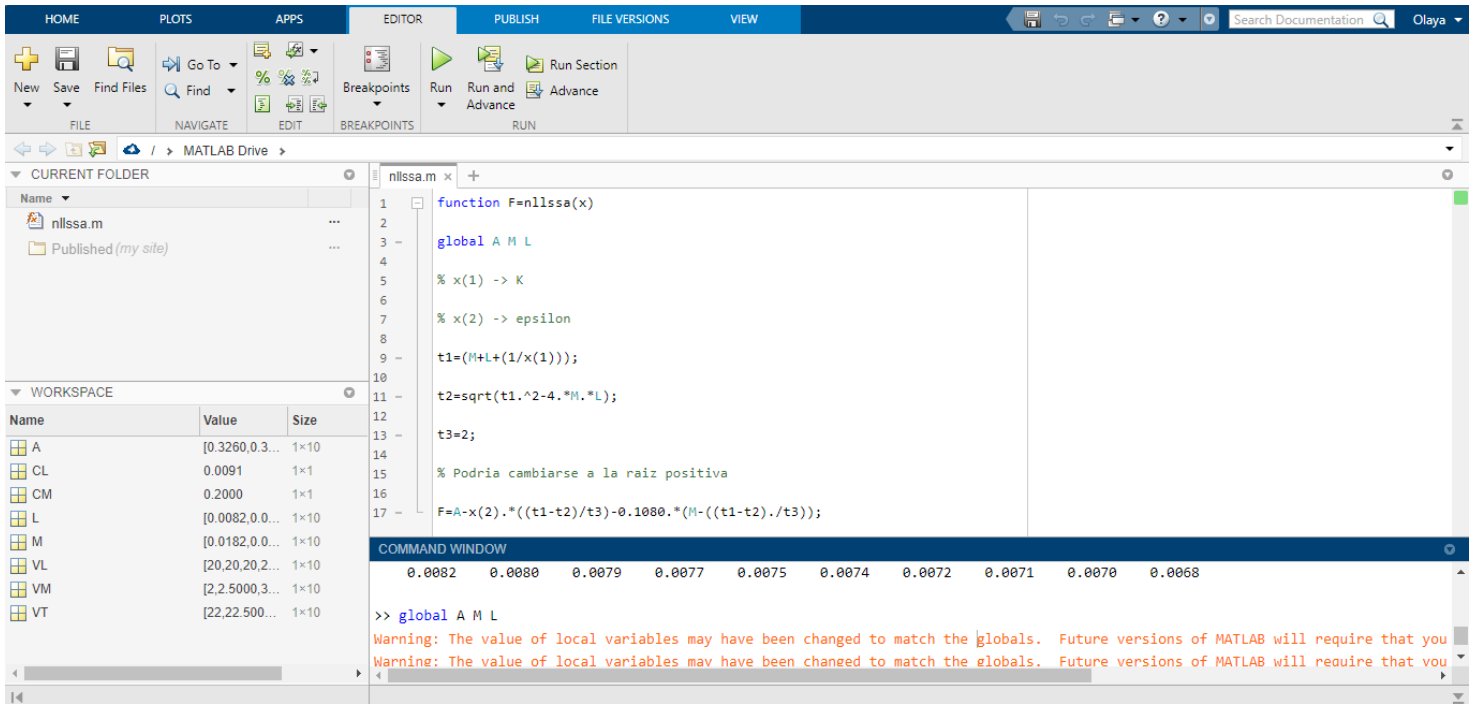 HOME PLOTS APPS EDITOR PUBLISH FILE VERSIONS VIEW Search Documentation Olaya
New Save Find Files Go To Find Breakpoints Run Run and Advance Run Section Advance
FILE NAVIGATE EDIT BREAKPOINTS RUN
/ > MATLAB Drive >
CURRENT FOLDER
Name
nllssa.m ...
Published (my site) ...
WORKSPACE
Name Value Size
A [0.3260,0.3... 1×10
CL 0.0091 1×1
CM 0.2000 1×1
L [0.0082,0.0... 1×10
M [0.0182,0.0... 1×10
VL [20,20,20,2... 1×10
VM [2,2.5000,3... 1×10
VT [22,22.500... 1×10
nllssa.m × +
1 function F=nllssa(x)
2
3 – global A M L
4
5 % x(1) -> K
6
7 % x(2) -> epsilon
8
9 – t1=(M+L+(1/x(1)));
10
11 – t2=sqrt(t1.^2-4.*M.*L);
12
13 – t3=2;
14
15 % Podria cambiarse a la raiz positiva
16
17 – F=A-x(2).*((t1-t2)/t3)-0.1080.*(M-((t1-t2)./t3));
COMMAND WINDOW
0.0082 0.0080 0.0079 0.0077 0.0075 0.0074 0.0072 0.0071 0.0070 0.0068
>> global A M L
Warning: The value of local variables may have been changed to match the globals. Future versions of MATLAB will require that you
Warning: The value of local variables may have been changed to match the globals. Future versions of MATLAB will require that you